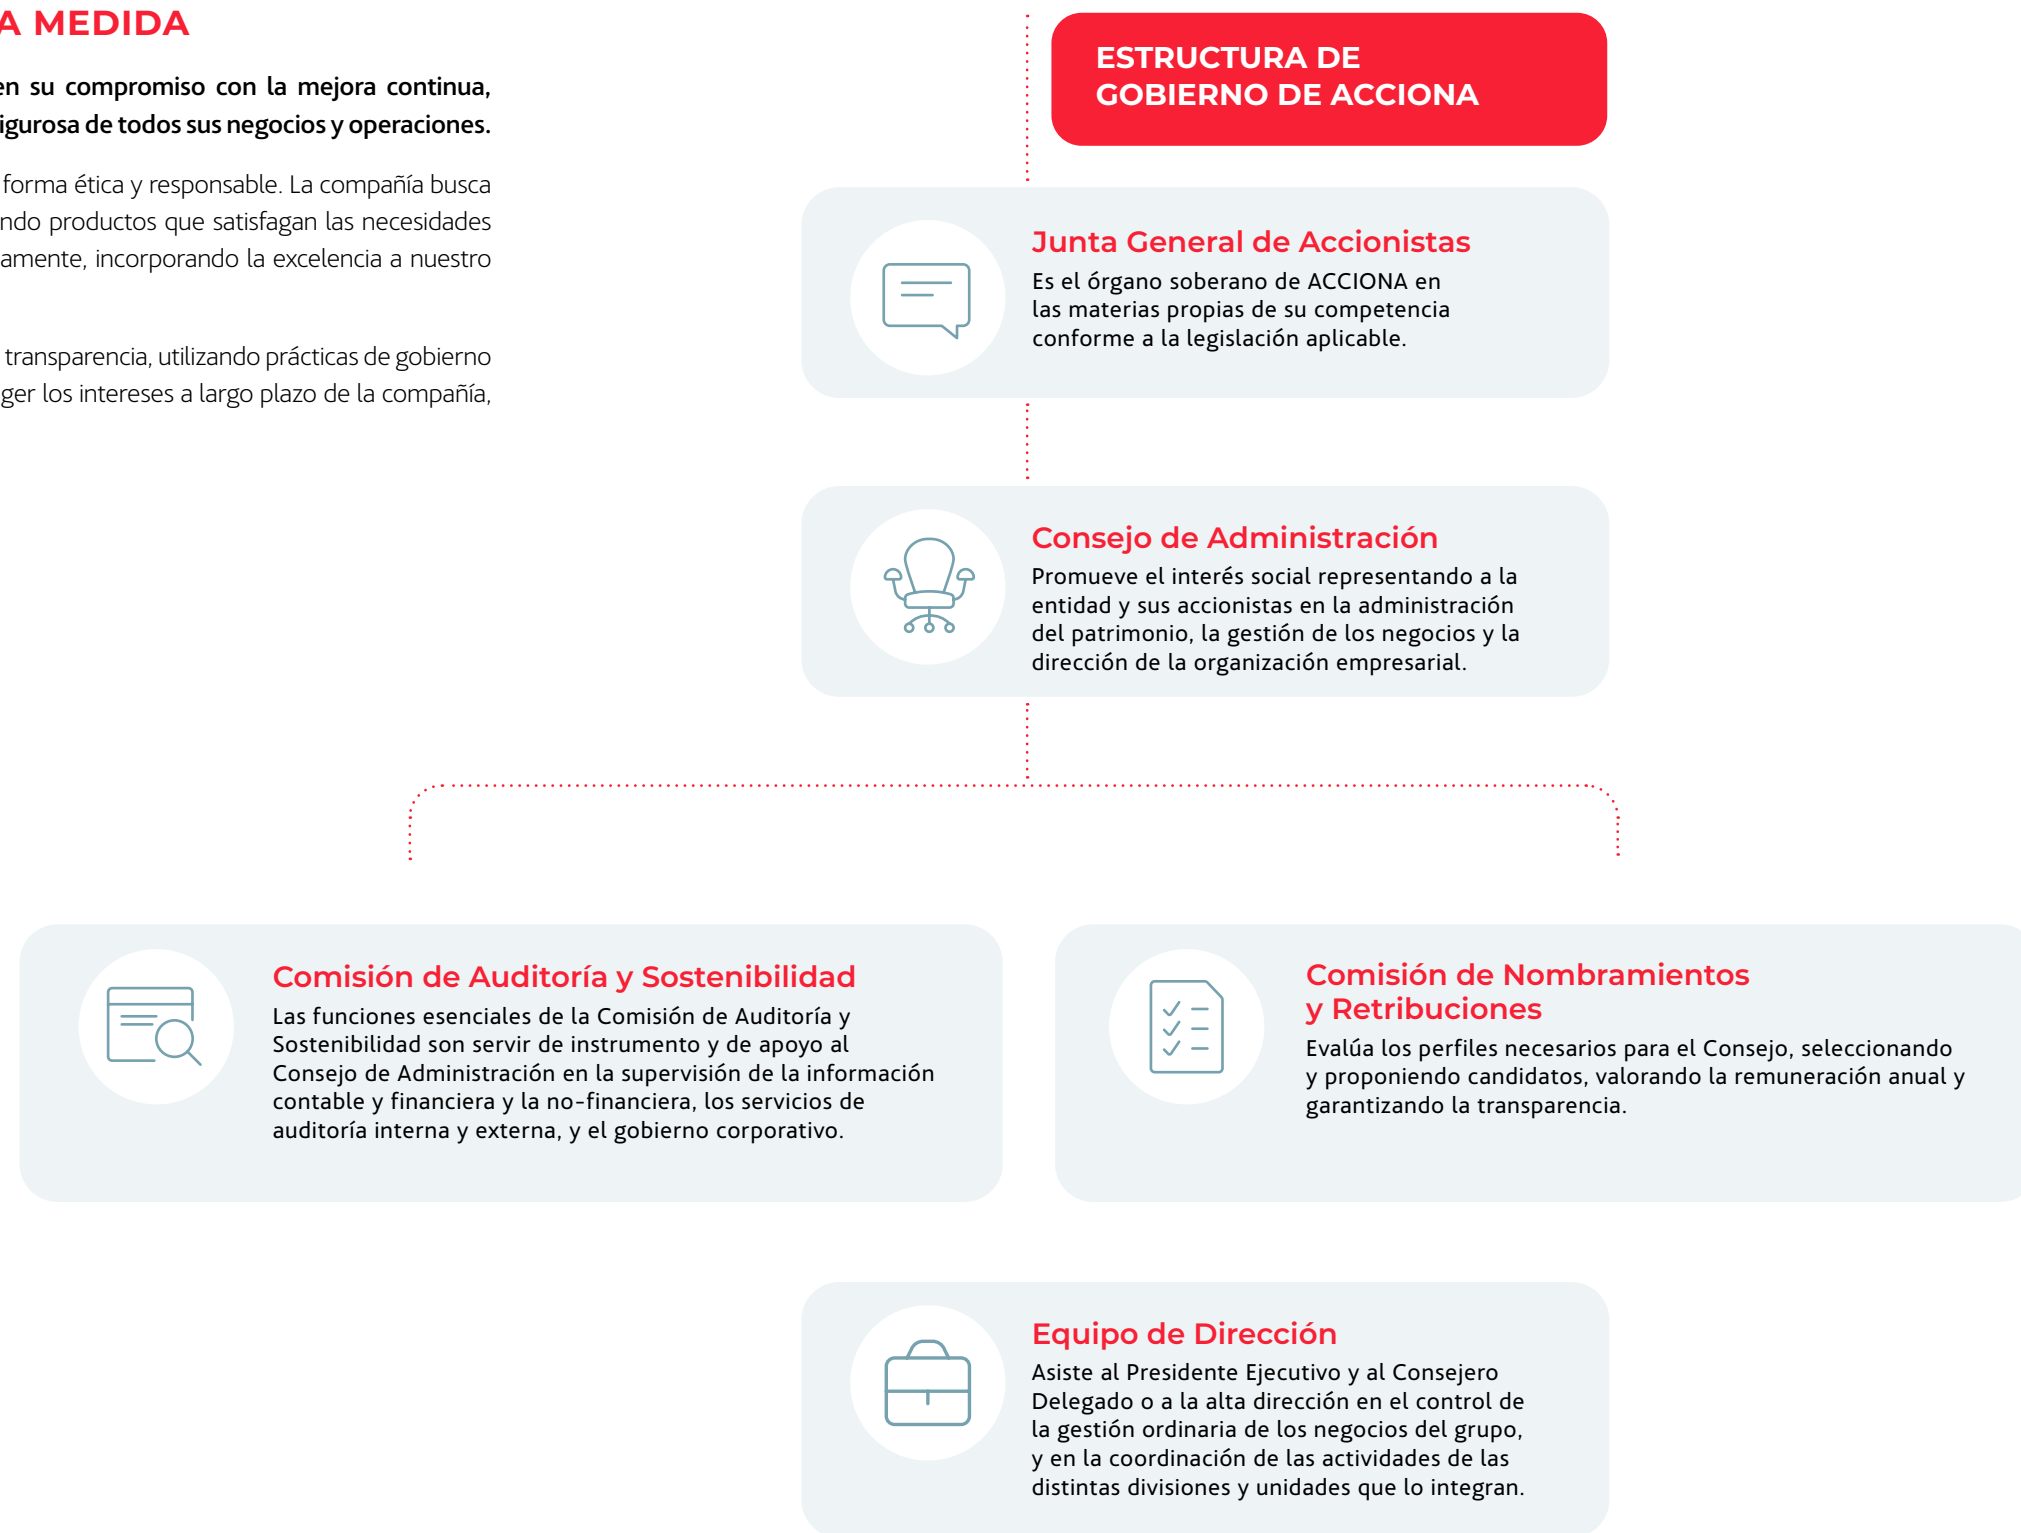 A MEDIDA
en su compromiso con la mejora continua,
igurosa de todos sus negocios y operaciones.
forma ética y responsable. La compañía busca
ndo productos que satisfagan las necesidades
amente, incorporando la excelencia a nuestro
transparencia, utilizando prácticas de gobierno
ger los intereses a largo plazo de la compañía,
ESTRUCTURA DE
GOBIERNO DE ACCIONA
Junta General de Accionistas
Es el órgano soberano de ACCIONA en
las materias propias de su competencia
conforme a la legislación aplicable.
Consejo de Administración
Promueve el interés social representando a la
entidad y sus accionistas en la administración
del patrimonio, la gestión de los negocios y la
dirección de la organización empresarial.
Comisión de Auditoría y Sostenibilidad
Las funciones esenciales de la Comisión de Auditoría y
Sostenibilidad son servir de instrumento y de apoyo al
Consejo de Administración en la supervisión de la información
contable y financiera y la no-financiera, los servicios de
auditoría interna y externa, y el gobierno corporativo.
Comisión de Nombramientos
y Retribuciones
Evalúa los perfiles necesarios para el Consejo, seleccionando
y proponiendo candidatos, valorando la remuneración anual y
garantizando la transparencia.
Equipo de Dirección
Asiste al Presidente Ejecutivo y al Consejero
Delegado o a la alta dirección en el control de
la gestión ordinaria de los negocios del grupo,
y en la coordinación de las actividades de las
distintas divisiones y unidades que lo integran.